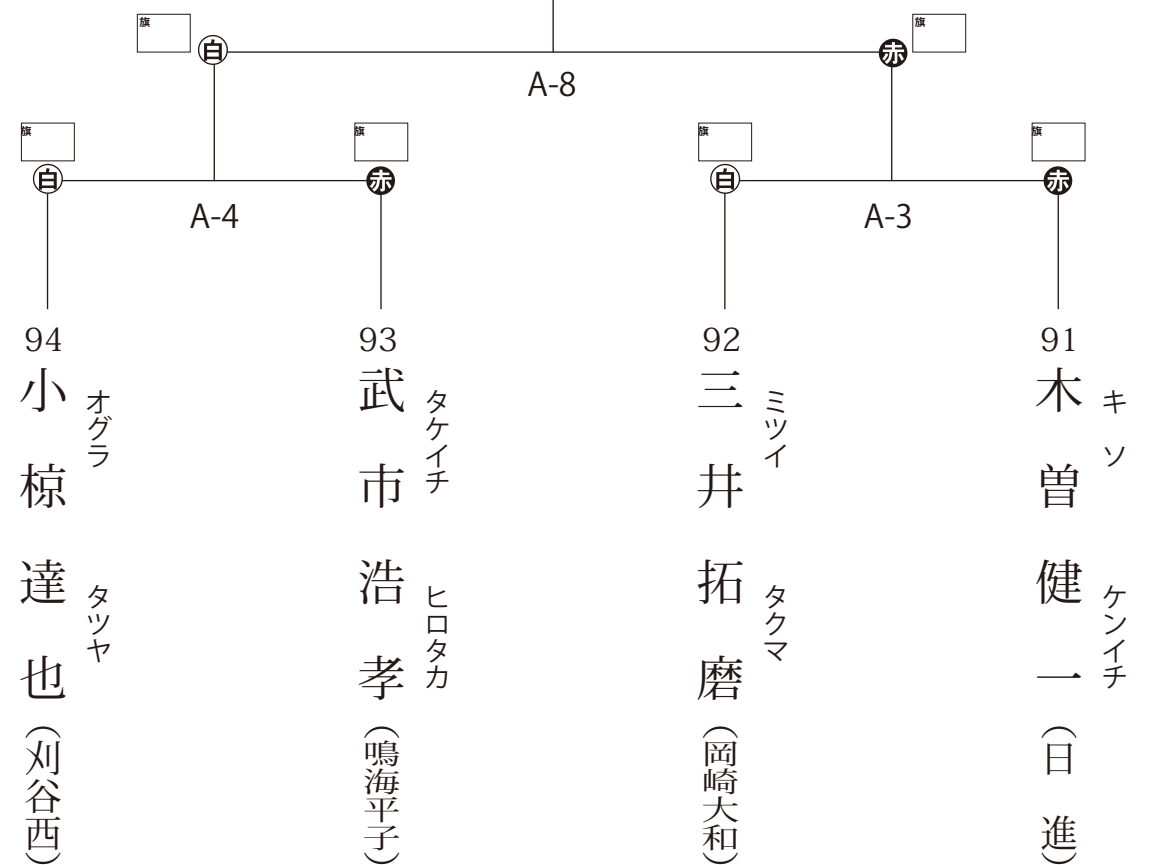 旗
旗
白
赤
A-8
旗
旗
旗
旗
白
赤
白
赤
A-4
A-3
91
木曽健一(日進)
キソ
ケンイチ
92
三井拓磨(岡崎大和)
ミツイ
タクマ
93
武市浩孝(鳴海平子)
タケイチ
ヒロタカ
94
小椋達也(刈谷西)
オグラ
タツヤ